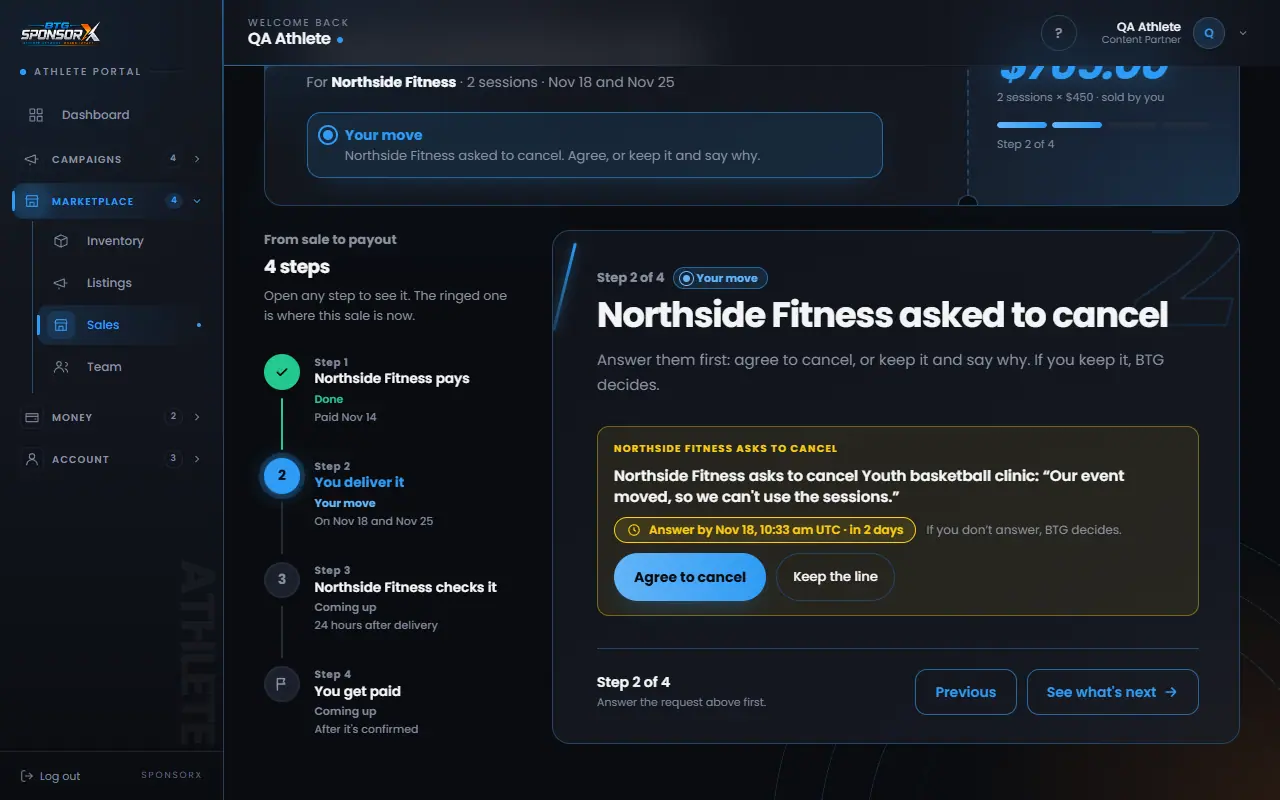 BTG
SPONSORX
ATHLETE PORTAL
Dashboard
CAMPAIGNS 4
MARKETPLACE 4
Inventory
Listings
Sales
Team
MONEY 2
ACCOUNT 3
ATHLETE
Log out
SPONSORX
WELCOME BACK
QA Athlete
?
QA Athlete
Content Partner
Q
For Northside Fitness · 2 sessions · Nov 18 and Nov 25
Your move
Northside Fitness asked to cancel. Agree, or keep it and say why.
2 sessions × $450 · sold by you
Step 2 of 4
From sale to payout
4 steps
Open any step to see it. The ringed one
is where this sale is now.
Step 1
Northside Fitness pays
Done
Paid Nov 14
2
Step 2
You deliver it
Your move
On Nov 18 and Nov 25
3
Step 3
Northside Fitness checks it
Coming up
24 hours after delivery
Step 4
You get paid
Coming up
After it's confirmed
2
Step 2 of 4 Your move
Northside Fitness asked to cancel
Answer them first: agree to cancel, or keep it and say why. If you keep it, BTG
decides.
NORTHSIDE FITNESS ASKS TO CANCEL
Northside Fitness asks to cancel Youth basketball clinic: “Our event
moved, so we can't use the sessions.”
Answer by Nov 18, 10:33 am UTC · in 2 days If you don’t answer, BTG decides.
Agree to cancel
Keep the line
Step 2 of 4
Answer the request above first.
Previous
See what's next →